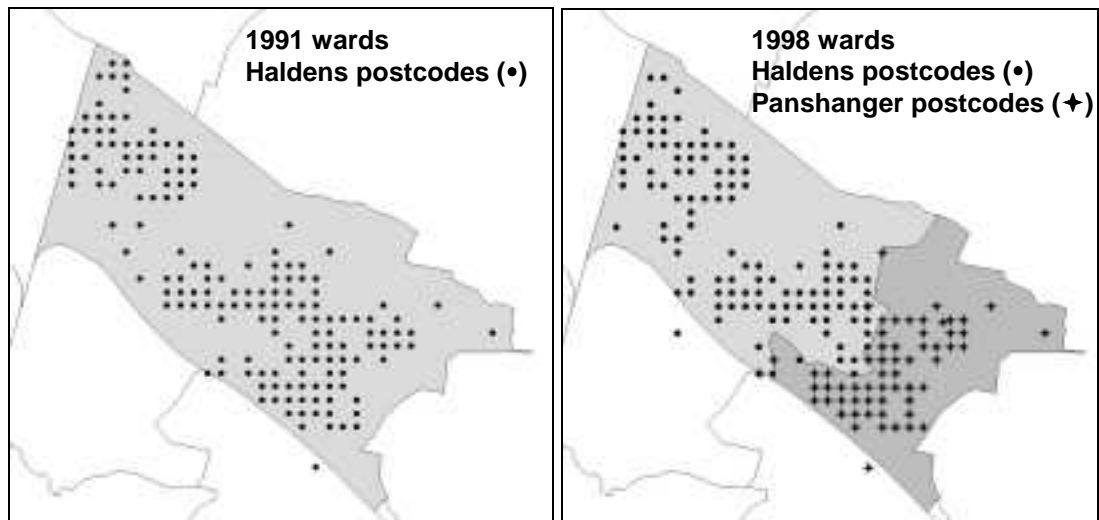 1991 wards
Haldens postcodes (•)
1998 wards
Haldens postcodes (•)
Panshanger postcodes (✦)